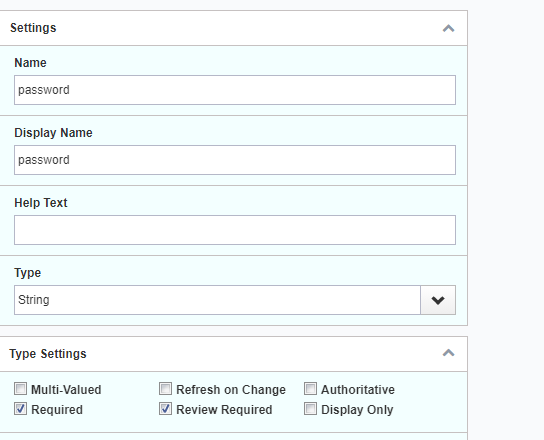 Settings
Name
password
Display Name
password
Help Text
Type
String
Type Settings
Multi-Valued Refresh on Change Authoritative
Required Review Required Display Only